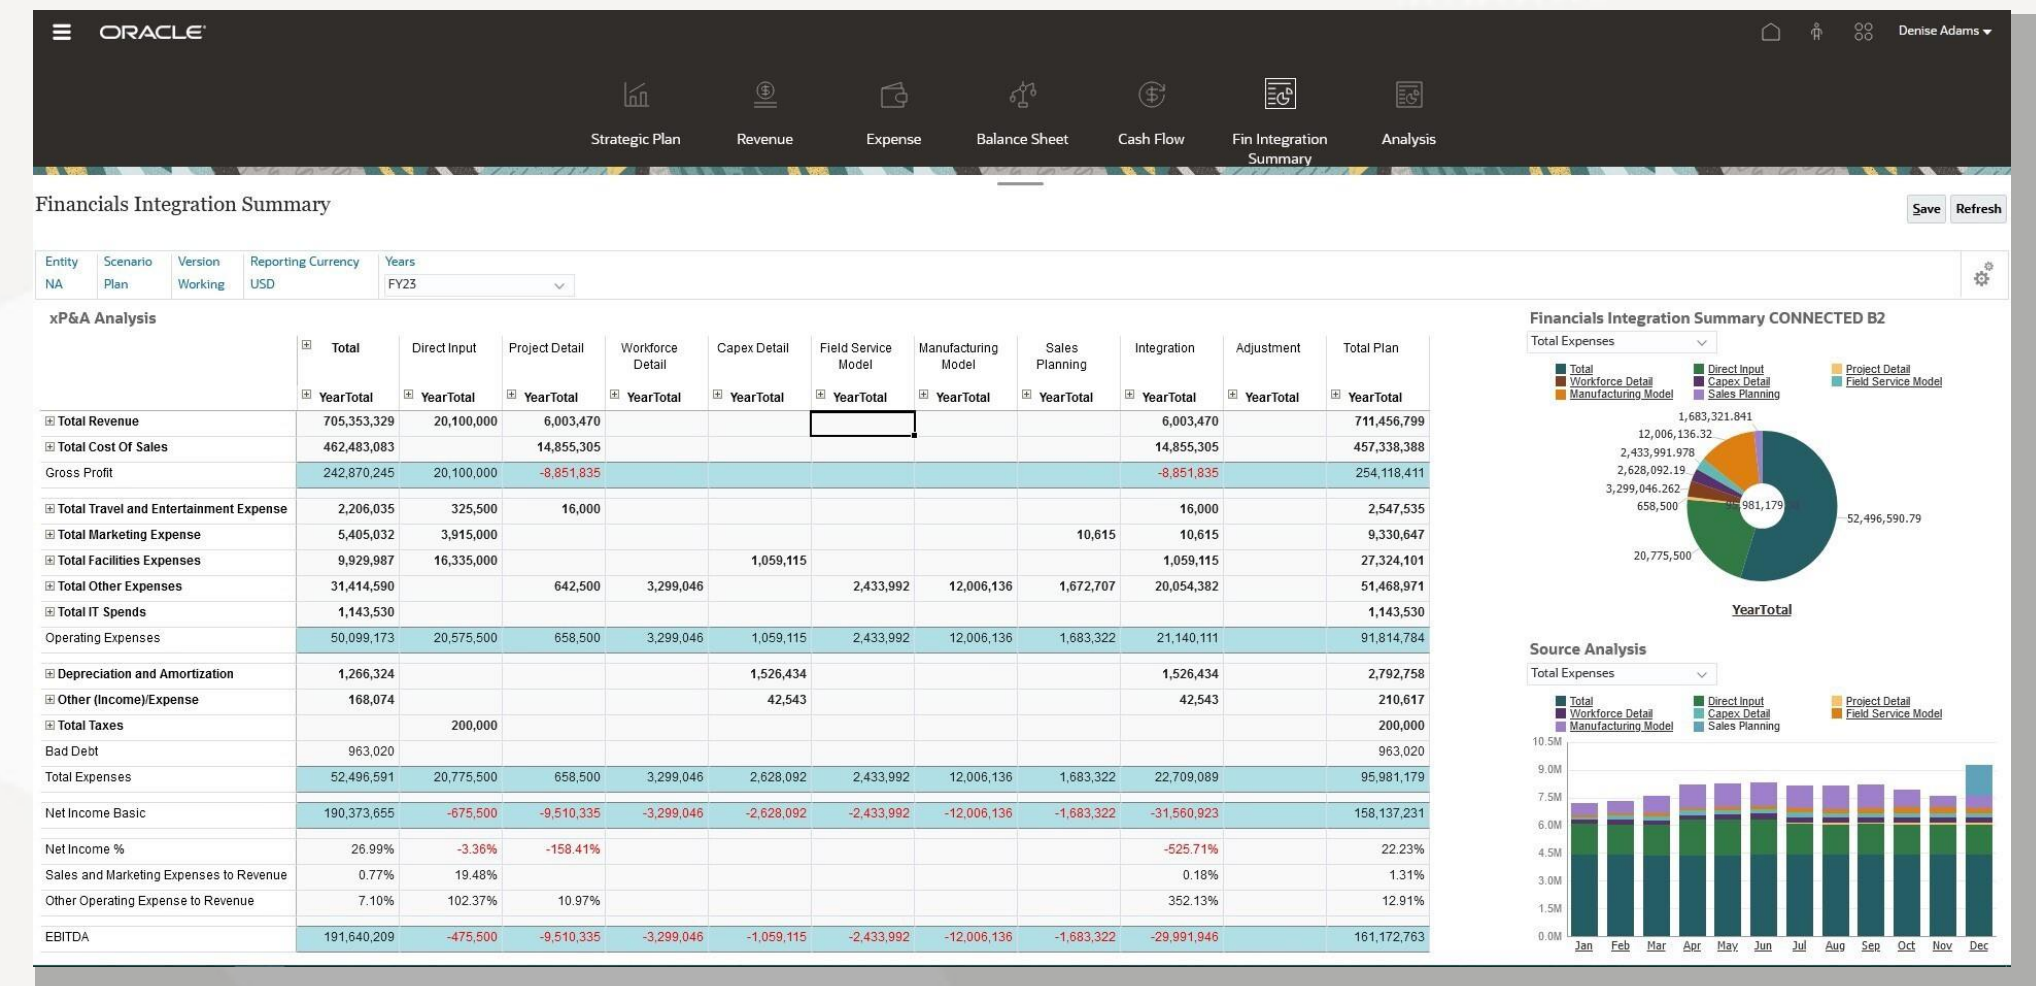 ORACLE
Denise Adams
Strategic Plan
Revenue
Expense
Balance Sheet
Cash Flow
Fin Integration
Summary
Analysis
Financials Integration Summary
Save Refresh
Entity Scenario Version Reporting Currency Years
NA Plan Working USD FY23
xP&A Analysis
Total Direct Input Project Detail Workforce Capex Detail Field Service Manufacturing Sales Integration Adjustment Total Plan
Detail Model Model Planning
YearTotal YearTotal YearTotal YearTotal YearTotal YearTotal YearTotal YearTotal YearTotal YearTotal YearTotal
Total Revenue 705,353,329 20,100,000 6,003,470 6,003,470 711,456,799
Total Cost Of Sales 462,483,083 14,855,305 14,855,305 457,338,388
Gross Profit 242,870,245 20,100,000 -8,851,835 -8,851,835 254,118,411
Total Travel and Entertainment Expense 2,206,035 325,500 16,000 16,000 2,547,535
Total Marketing Expense 5,405,032 3,915,000 10,615 10,615 9,330,647
Total Facilities Expenses 9,929,987 16,335,000 1,059,115 1,059,115 27,324,101
Total Other Expenses 31,414,590 642,500 3,299,046 2,433,992 12,006,136 1,672,707 20,054,382 51,468,971
Total IT Spends 1,143,530 1,143,530
Operating Expenses 50,099,173 20,575,500 658,500 3,299,046 1,059,115 2,433,992 12,006,136 1,683,322 21,140,111 91,814,784
Depreciation and Amortization 1,266,324 1,526,434 1,526,434 2,792,758
Other (Income)/Expense 168,074 42,543 42,543 210,617
Total Taxes 200,000 200,000
Bad Debt 963,020 963,020
Total Expenses 52,496,591 20,775,500 658,500 3,299,046 2,628,092 2,433,992 12,006,136 1,683,322 22,709,089 95,981,179
Net Income Basic 190,373,655 -675,500 -9,510,335 -3,299,046 -2,628,092 -2,433,992 -12,006,136 -1,683,322 -31,560,923 158,137,231
Net Income % 26.99% -3.36% -158.41% -525.71% 22.23%
Sales and Marketing Expenses to Revenue 0.77% 19.48% 0.18% 1.31%
Other Operating Expense to Revenue 7.10% 102.37% 10.97% 352.13% 12.91%
EBITDA 191,640,209 -475,500 -9,510,335 -3,299,046 -1,059,115 -2,433,992 -12,006,136 -1,683,322 -29,991,946 161,172,763
Financials Integration Summary CONNECTED B2
Total Expenses
Total Direct Input Project Detail
Workforce Detail Capex Detail Field Service Model
Manufacturing Model Sales Planning
1,683,321.841
12,006,136.32
2,433,991.978
2,628,092.19
3,299,046.262
658,500
981,179
52,496,590.79
20,775,500
YearTotal
Source Analysis
Total Expenses
Total Direct Input Project Detail
Workforce Detail Capex Detail Field Service Model
Manufacturing Model Sales Planning
10.5M
9.0M
7.5M
6.0M
4.5M
3.0M
1.5M
0.0M
Jan Feb Mar Apr May Jun Jul Aug Sep Oct Nov Dec